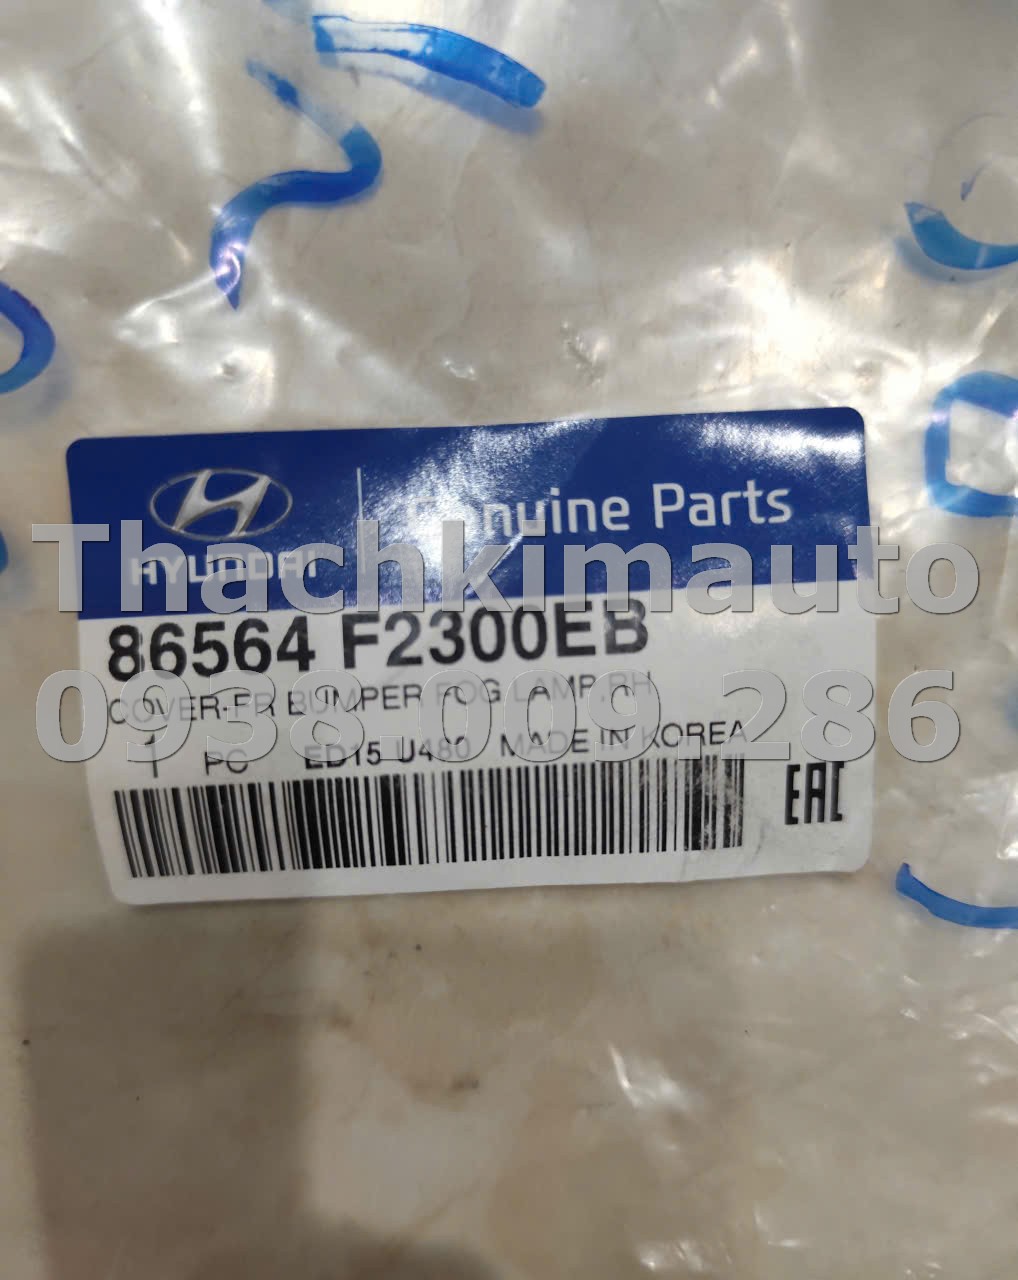 HYUNDAI
Genuine Parts
Thachkimauto
86564 F2300EB
COVER-FR BUMPER FOG LAMP,RH
0938.009.286
1 PC ED15 U480 MADE IN KOREA
EAC